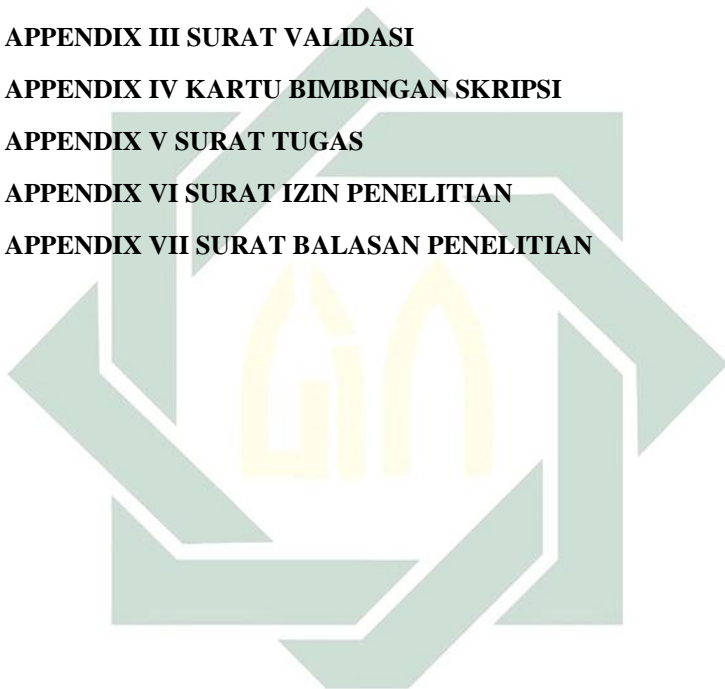 APPENDIX III SURAT VALIDASI
APPENDIX IV KARTU BIMBINGAN SKRIPSI
APPENDIX V SURAT TUGAS
APPENDIX VI SURAT IZIN PENELITIAN
APPENDIX VII SURAT BALASAN PENELITIAN